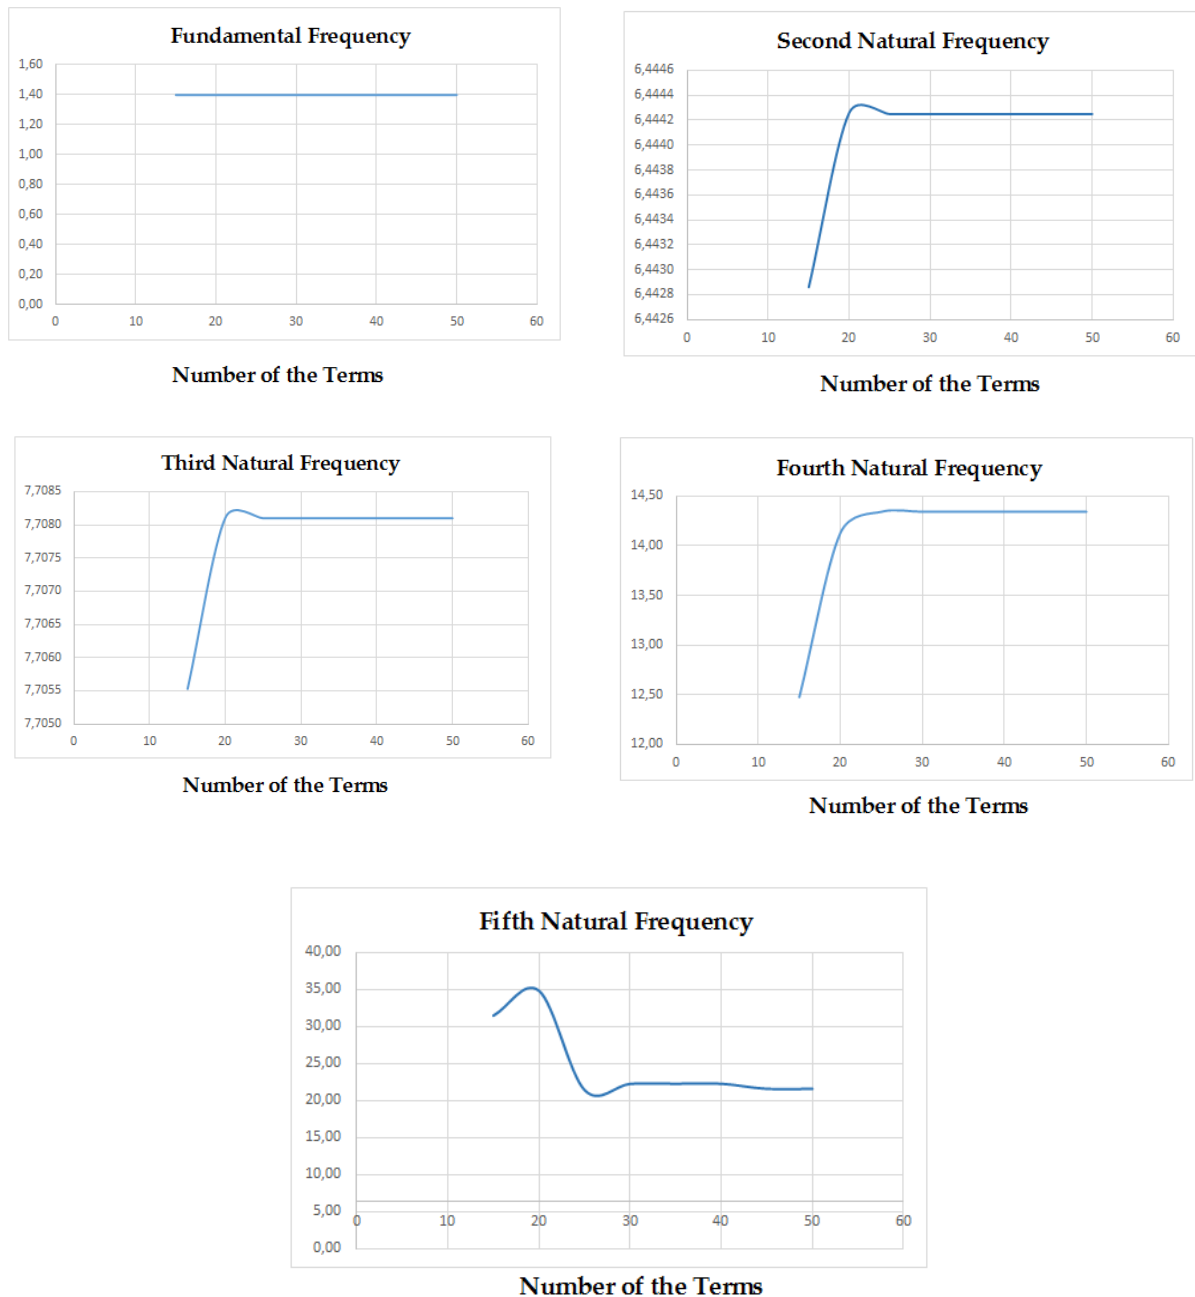 Fundamental Frequency
1,60
1,40
1,20
1,00
0,80
0,60
0,40
0,20
0,00
0 10 20 30 40 50 60
Number of the Terms
Second Natural Frequency
6,4446
6,4444
6,4442
6,4440
6,4438
6,4436
6,4434
6,4432
6,4430
6,4428
6,4426
0 10 20 30 40 50 60
Number of the Terms
Third Natural Frequency
7,7085
7,7080
7,7075
7,7070
7,7065
7,7060
7,7055
7,7050
0 10 20 30 40 50 60
Number of the Terms
Fourth Natural Frequency
14,50
14,00
13,50
13,00
12,50
12,00
0 10 20 30 40 50 60
Number of the Terms
Fifth Natural Frequency
40,00
35,00
30,00
25,00
20,00
15,00
10,00
5,00
0 10 20 30 40 50 60
0,00
Number of the Terms